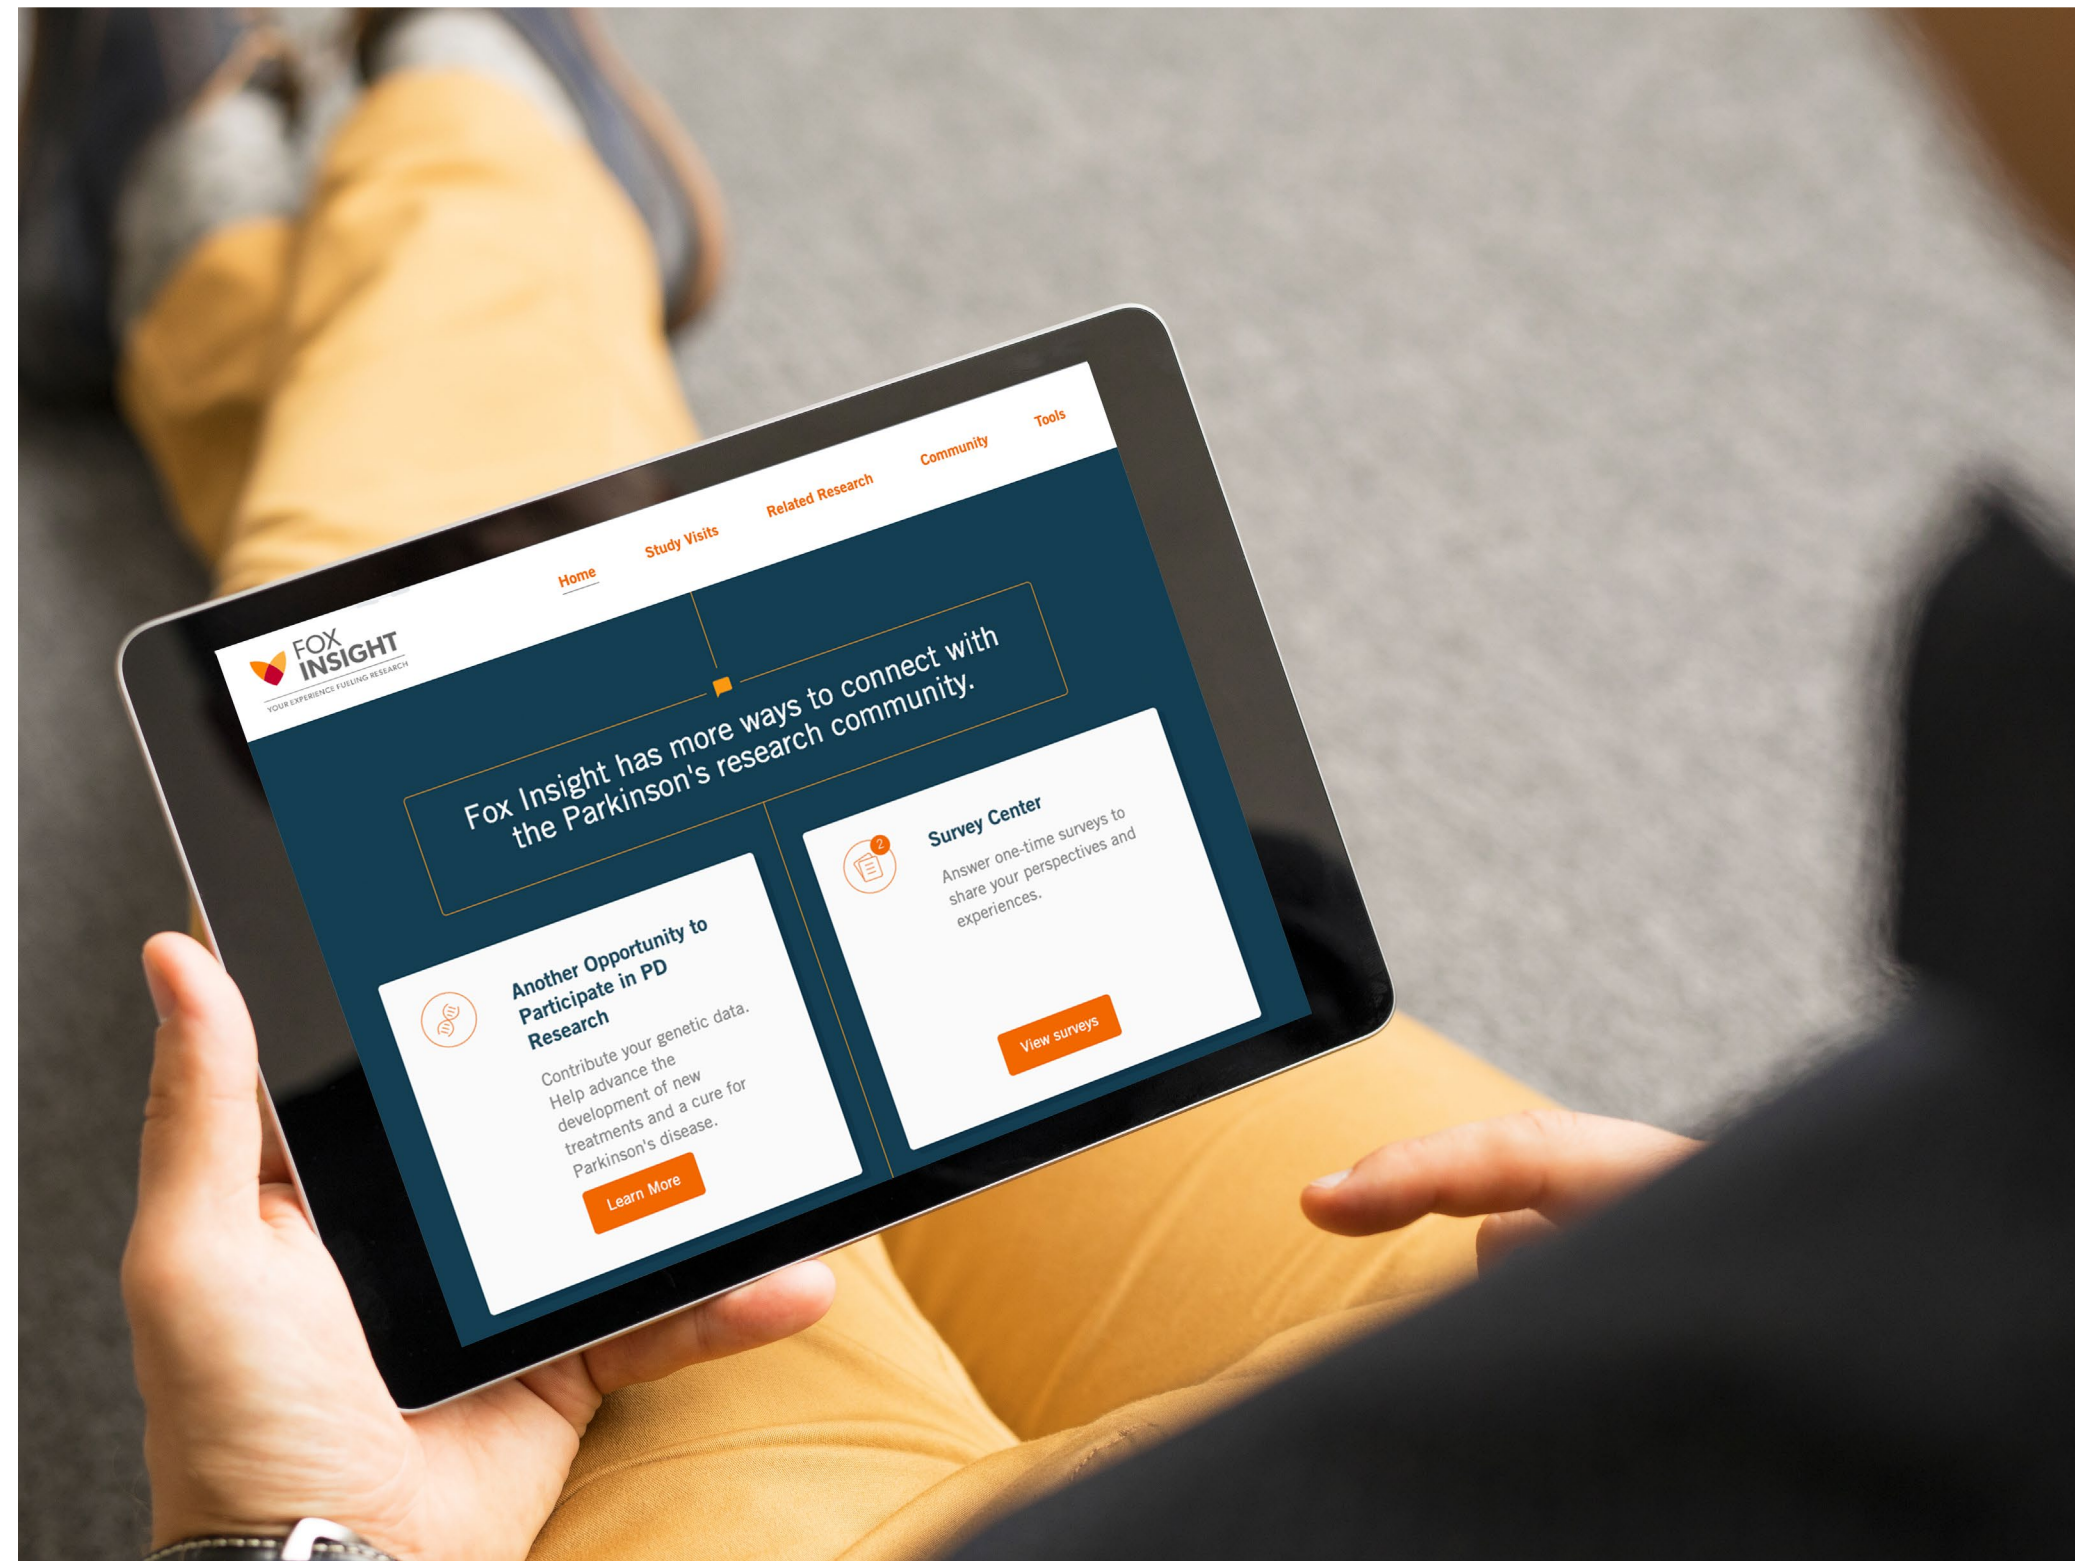 FOX
INSIGHT
YOUR EXPERIENCE FUELING RESEARCH
Home
Study Visits
Related Research
Community
Tools
Fox Insight has more ways to connect with
the Parkinson's research community.
Another Opportunity to
Participate in PD
Research
Contribute your genetic data.
Help advance the
development of new
treatments and a cure for
Parkinson's disease.
Learn More
2
Survey Center
Answer one-time surveys to
share your perspectives and
experiences.
View surveys